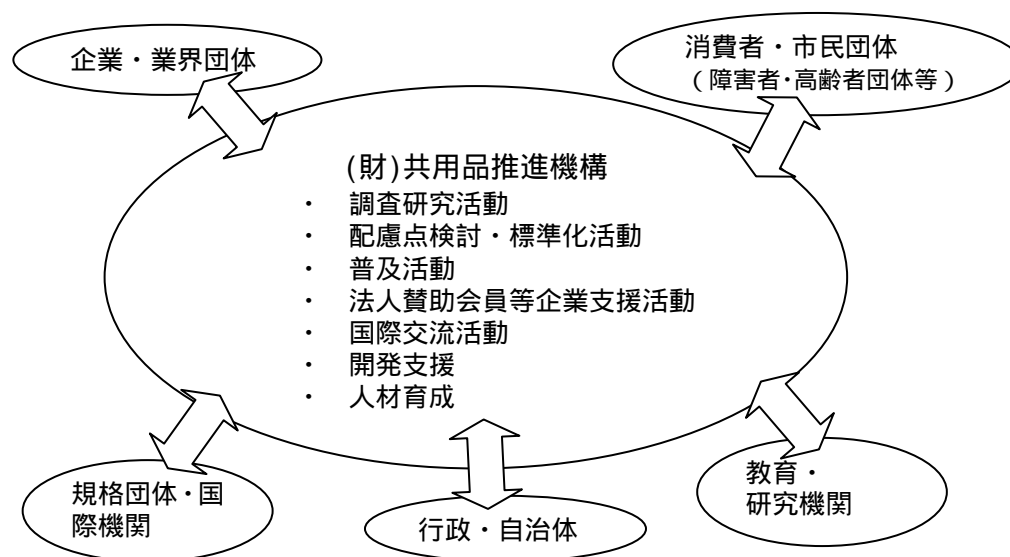 企業・業界団体
消費者・市民団体
(障害者・高齢者団体等)
(財)共用品推進機構
・ 調査研究活動
・ 配慮点検討・標準化活動
・ 普及活動
・ 法人賛助会員等企業支援活動
・ 国際交流活動
・ 開発支援
・ 人材育成
規格団体・国
際機関
行政・自治体
教育・
研究機関